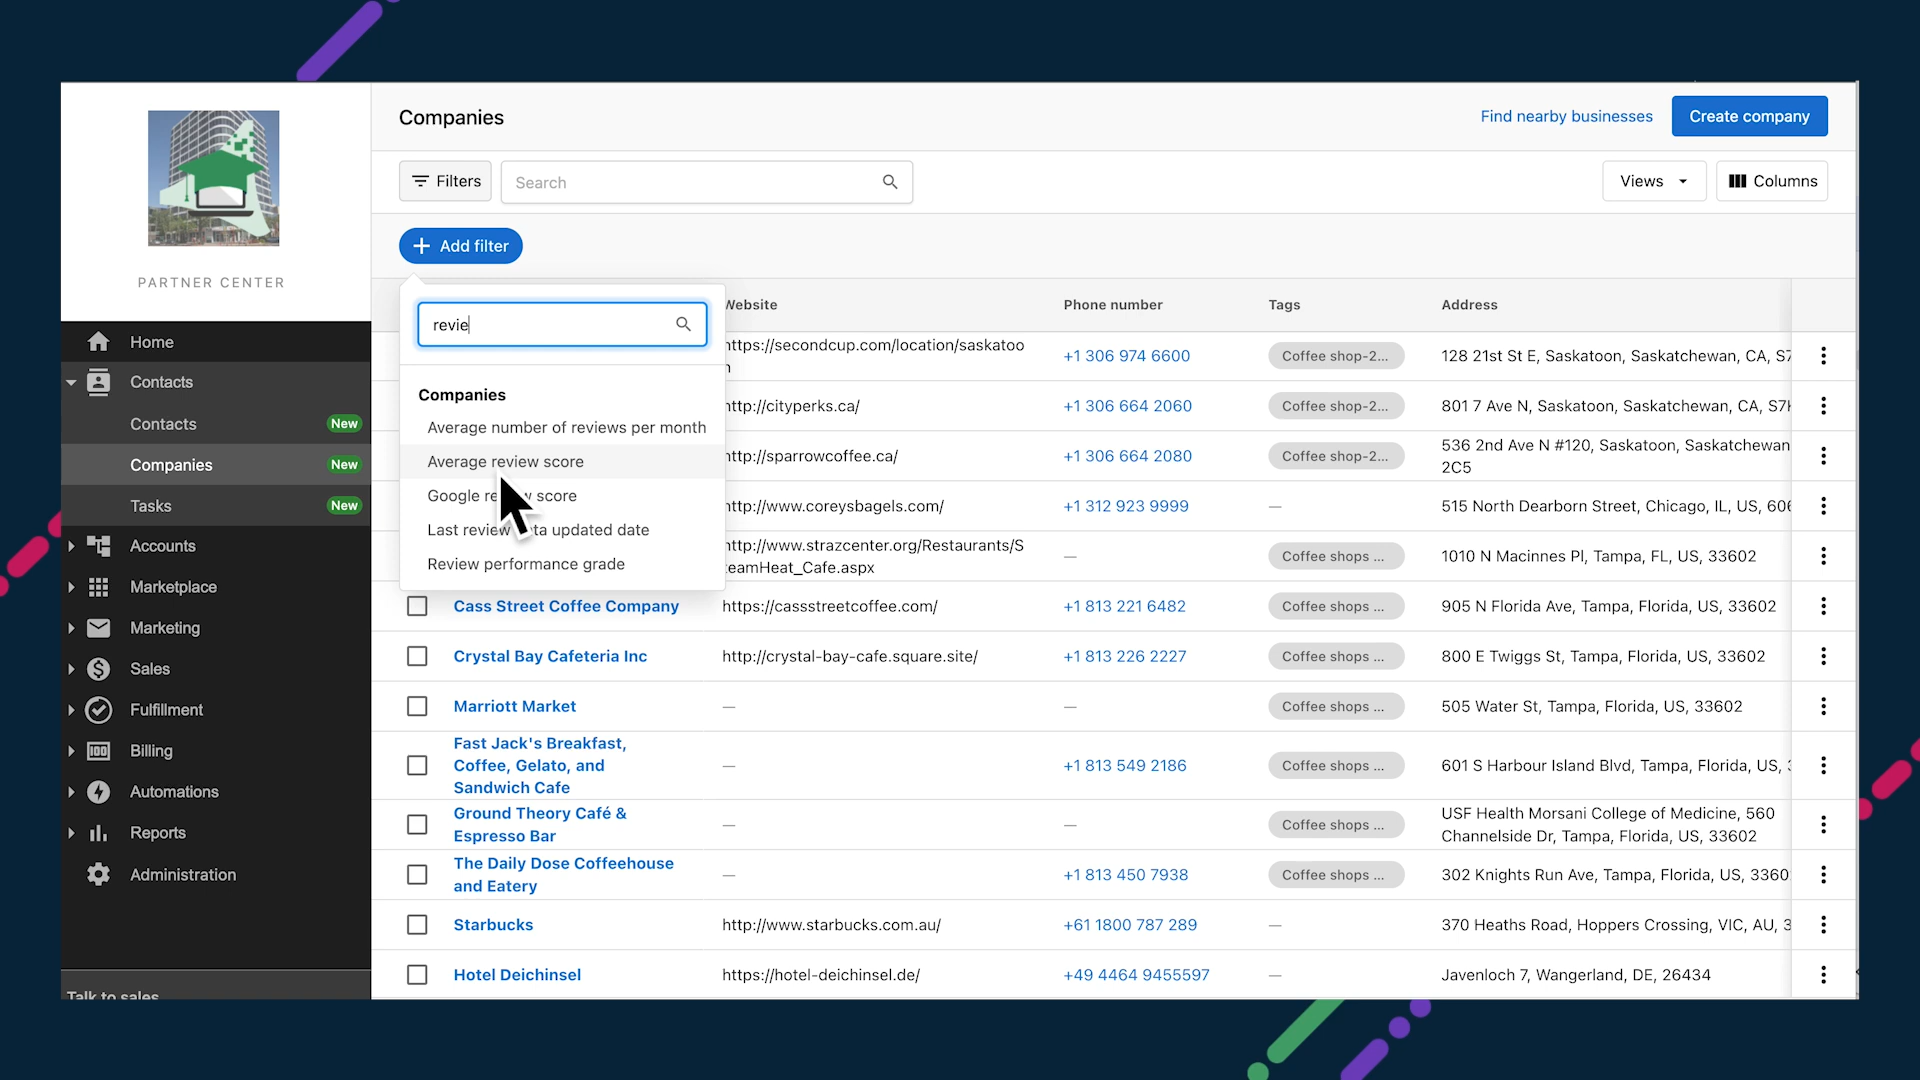 PARTNER CENTER
Home
Contacts
Contacts New
Companies New
Tasks New
Accounts
Marketplace
Marketing
Sales
Fulfillment
Billing
Automations
Reports
Administration
Talk to sales
Companies
Find nearby businesses
Create company
Filters
Search
Views
Columns
+ Add filter
revie
Companies
Average number of reviews per month
Average review score
Google score
Last review updated date
Review performance grade
Website Phone number Tags Address
https://secondcup.com/location/saskatoo
n
+1 306 974 6600 Coffee shop-2... 128 21st St E, Saskatoon, Saskatchewan, CA, S7
http://cityperks.ca/ +1 306 664 2060 Coffee shop-2... 801 7 Ave N, Saskatoon, Saskatchewan, CA, S7
http://sparrowcoffee.ca/ +1 306 664 2080 Coffee shop-2... 536 2nd Ave N #120, Saskatoon, Saskatchewan
2C5
http://www.coreysbagels.com/ +1 312 923 9999 — 515 North Dearborn Street, Chicago, IL, US, 606
http://www.strazcenter.org/Restaurants/S
eamHeat_Cafe.aspx
— Coffee shops ... 1010 N Macinnes Pl, Tampa, FL, US, 33602
Cass Street Coffee Company https://cassstreetcoffee.com/ +1 813 221 6482 Coffee shops ... 905 N Florida Ave, Tampa, Florida, US, 33602
Crystal Bay Cafeteria Inc http://crystal-bay-cafe.square.site/ +1 813 226 2227 Coffee shops ... 800 E Twiggs St, Tampa, Florida, US, 33602
Marriott Market — — Coffee shops ... 505 Water St, Tampa, Florida, US, 33602
Fast Jack's Breakfast,
Coffee, Gelato, and
Sandwich Cafe
— +1 813 549 2186 Coffee shops ... 601 S Harbour Island Blvd, Tampa, Florida, US,
Ground Theory Café &
Espresso Bar
— — Coffee shops ... USF Health Morsani College of Medicine, 560
Channelside Dr, Tampa, Florida, US, 33602
The Daily Dose Coffeehouse
and Eatery
— +1 813 450 7938 Coffee shops ... 302 Knights Run Ave, Tampa, Florida, US, 3360
Starbucks http://www.starbucks.com.au/ +61 1800 787 289 — 370 Heaths Road, Hoppers Crossing, VIC, AU, 3
Hotel Deichinsel https://hotel-deichinsel.de/ +49 4464 9455597 — Javenloch 7, Wangerland, DE, 26434